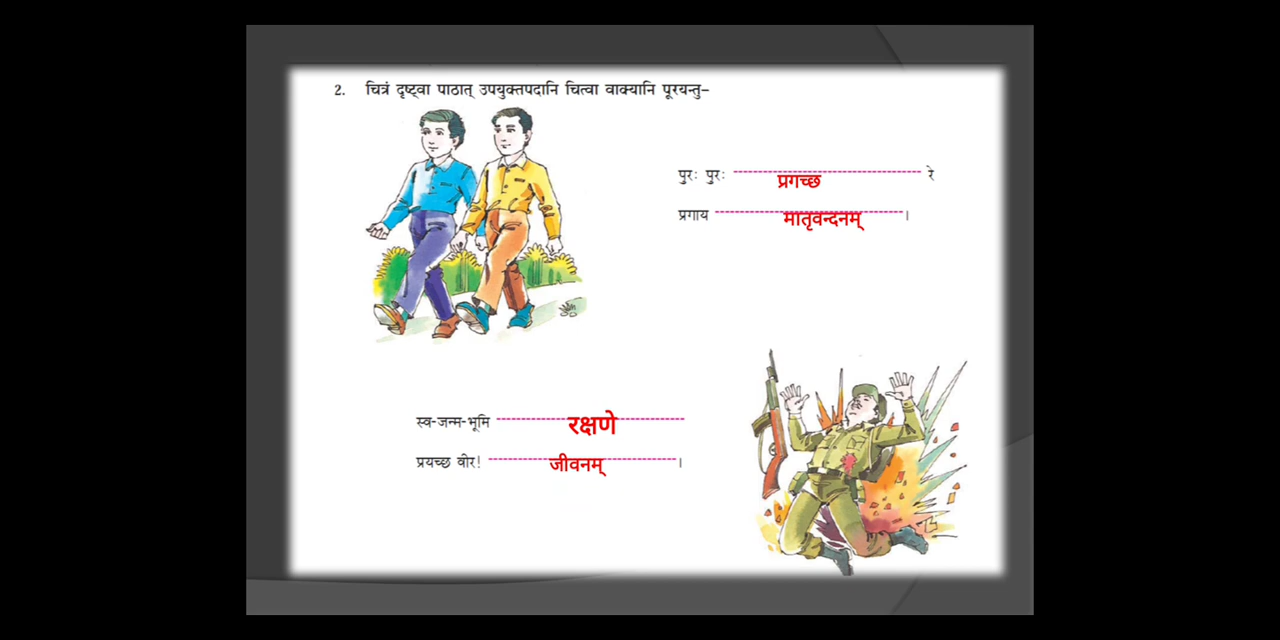 2. चित्रं दृष्ट्वा पाठात् उपयुक्तपदानि चित्वा वाक्यानि पूरयन्तु–
पुरः पुरः प्रगच्छ रे
प्रगाय मातृवन्दनम् ।
स्व-जन्म-भूमि रक्षणे
प्रयच्छ वीर! जीवनम् ।